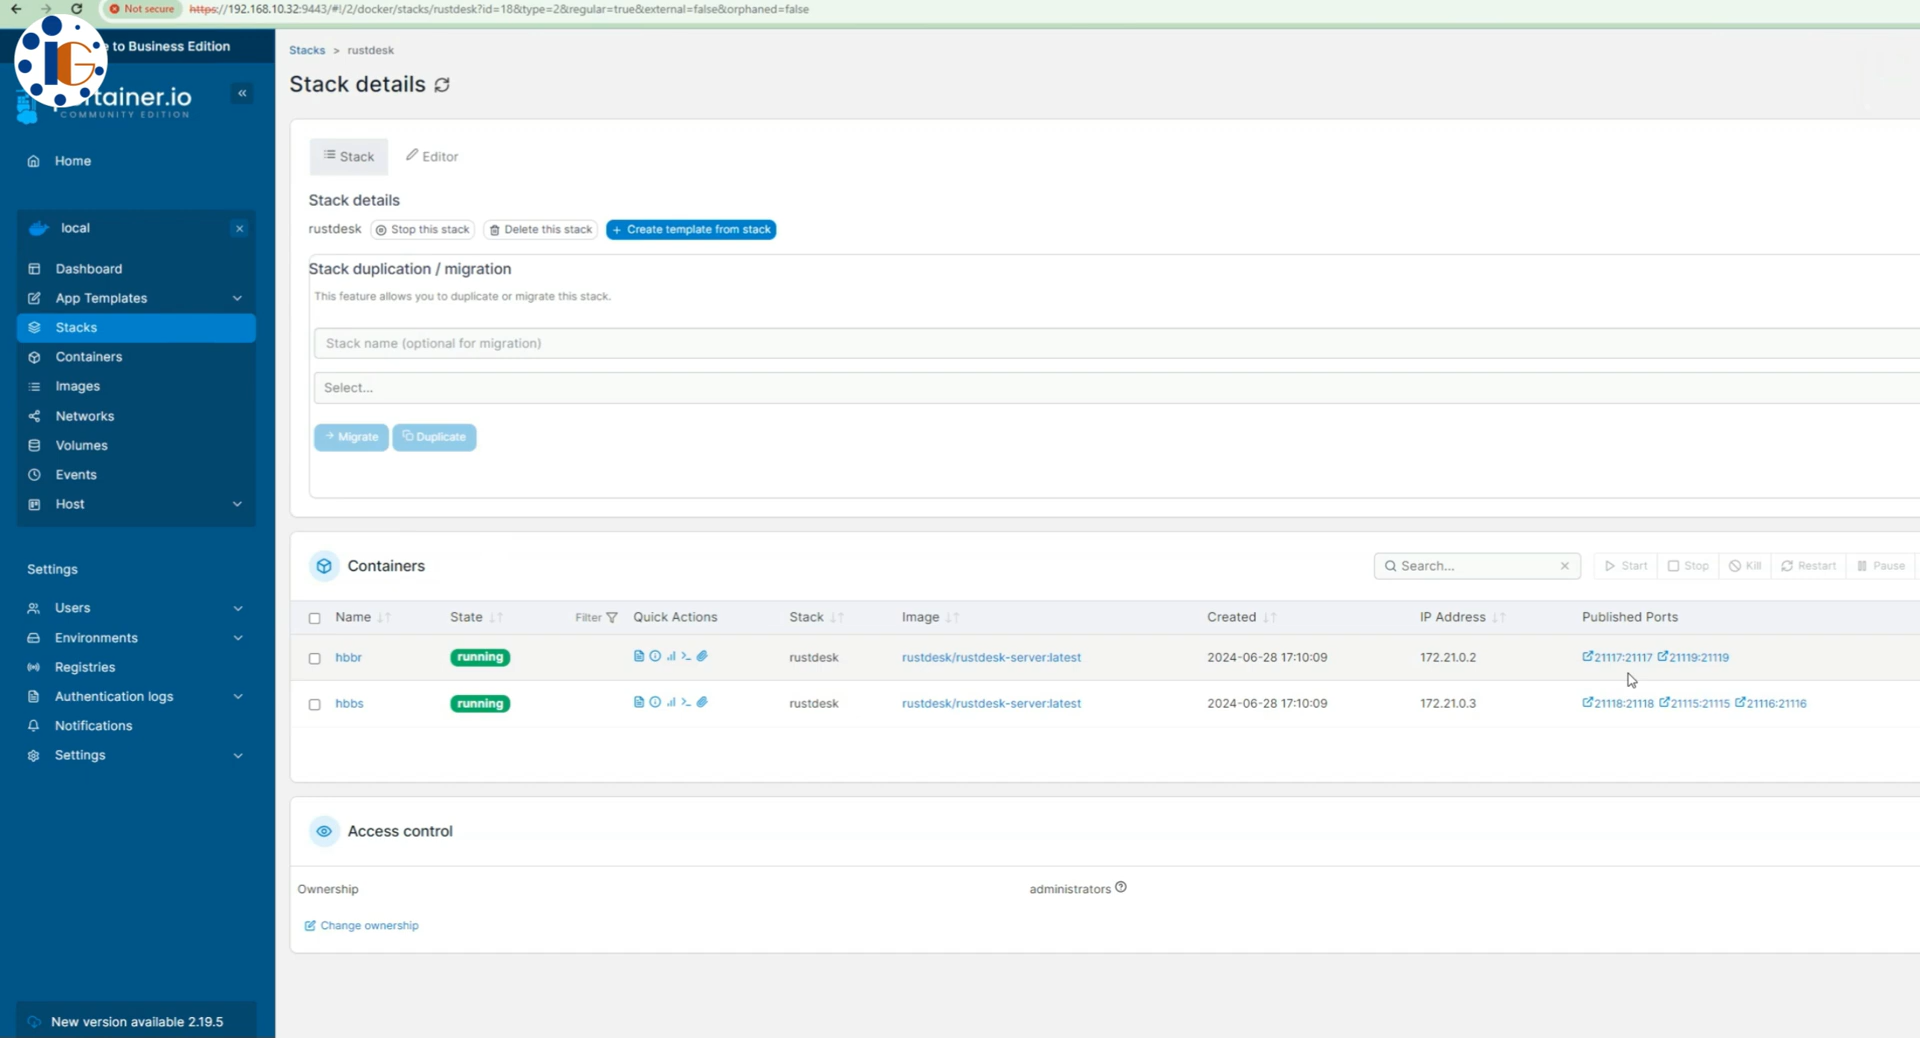 Not secure https://192.168.10.32:9443/#!/2/docker/stacks/rustdesk?id=18&type=2&regular=true&external=false&orphaned=false
to Business Edition
IG
tainer.io
COMMUNITY EDITION
Home
local
Dashboard
App Templates
Stacks
Containers
Images
Networks
Volumes
Events
Host
Settings
Users
Environments
Registries
Authentication logs
Notifications
Settings
New version available 2.19.5
Stacks > rustdesk
Stack details
Stack Editor
Stack details
rustdesk Stop this stack Delete this stack + Create template from stack
Stack duplication / migration
This feature allows you to duplicate or migrate this stack.
Stack name (optional for migration)
Select...
Migrate Duplicate
Containers Search... Start Stop Kill Restart Pause
Name State Filter Quick Actions Stack Image Created IP Address Published Ports
hbbr running rustdesk rustdesk/rustdesk-server:latest 2024-06-28 17:10:09 172.21.0.2 21117:21117 21119:21119
hbbs running rustdesk rustdesk/rustdesk-server:latest 2024-06-28 17:10:09 172.21.0.3 21118:21118 21115:21115 21116:21116
Access control
Ownership administrators
Change ownership